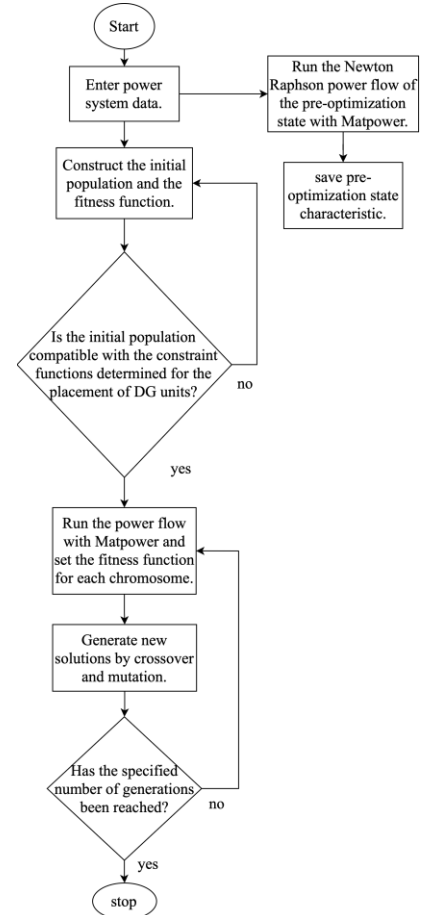 Start
Enter power
system data.
Run the Newton
Raphson power flow of
the pre-optimization
state with Matpower.
save pre-
optimization state
characteristic.
Construct the initial
population and the
fitness function.
Is the initial population
compatible with the constraint
functions determined for the
placement of DG units?
no
yes
Run the power flow
with Matpower and
set the fitness function
for each chromosome.
Generate new
solutions by crossover
and mutation.
Has the specified
number of generations
been reached?
no
yes
stop